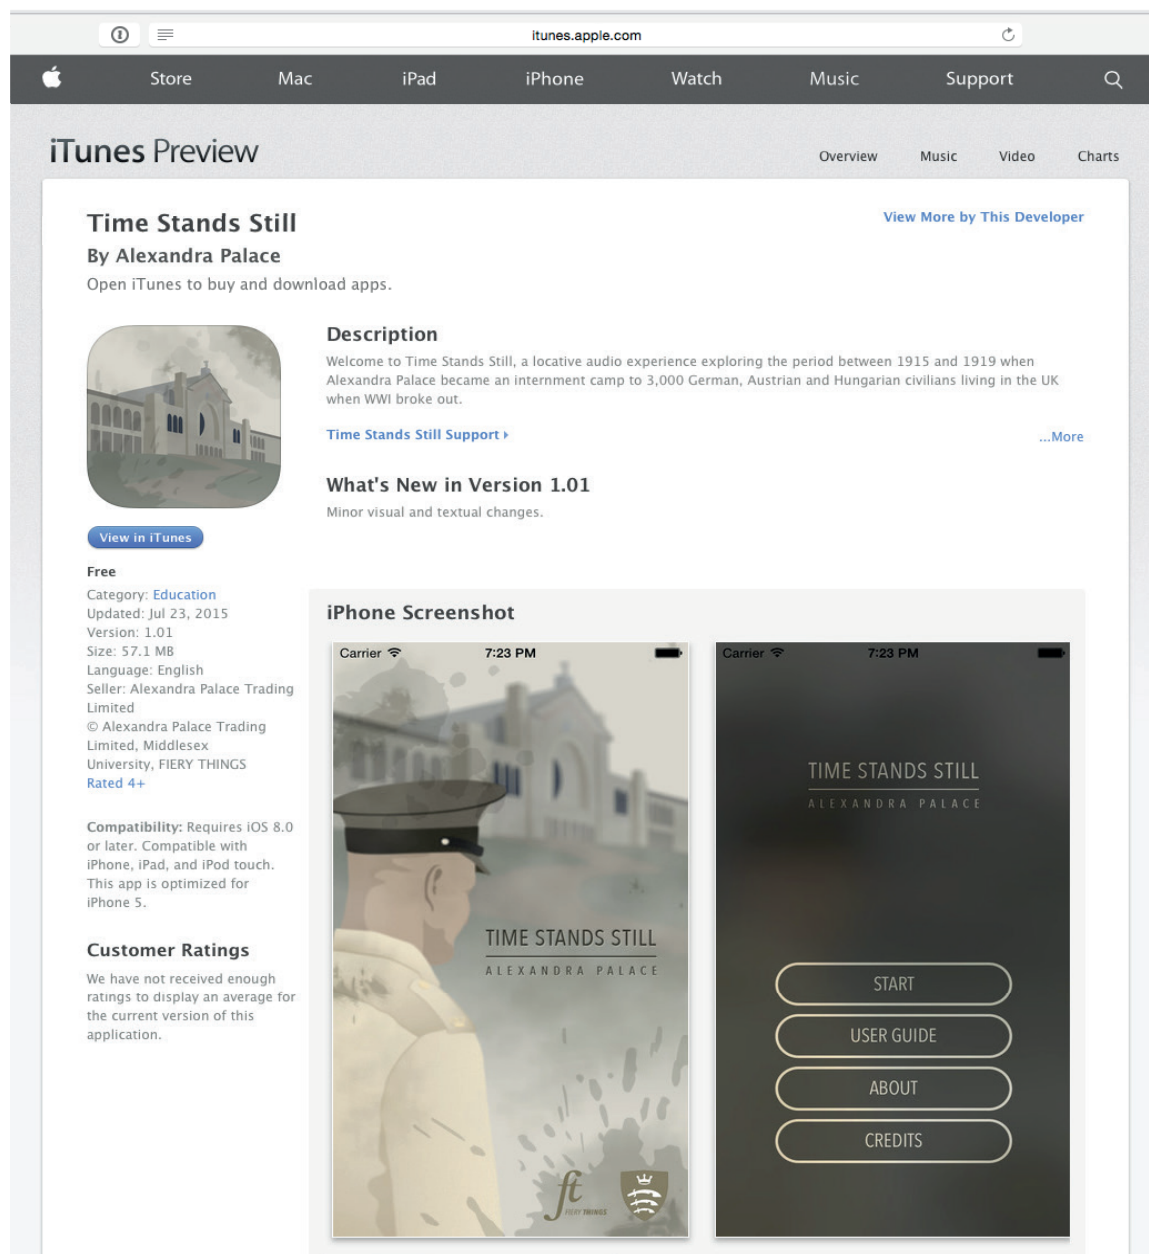 itunes.apple.com
Store Mac iPad iPhone Watch Music Support
iTunes Preview
Overview Music Video Charts
Time Stands Still
View More by This Developer
By Alexandra Palace
Open iTunes to buy and download apps.
Description
Welcome to Time Stands Still, a locative audio experience exploring the period between 1915 and 1919 when
Alexandra Palace became an internment camp to 3,000 German, Austrian and Hungarian civilians living in the UK
when WWI broke out.
Time Stands Still Support
...More
What's New in Version 1.01
Minor visual and textual changes.
View in iTunes
Free
Category: Education
Updated: Jul 23, 2015
Version: 1.01
Size: 57.1 MB
Language: English
Seller: Alexandra Palace Trading
Limited
© Alexandra Palace Trading
Limited, Middlesex
University, FIERY THINGS
Rated 4+
Compatibility: Requires iOS 8.0
or later. Compatible with
iPhone, iPad, and iPod touch.
This app is optimized for
iPhone 5.
Customer Ratings
We have not received enough
ratings to display an average for
the current version of this
application.
iPhone Screenshot
Carrier 7:23 PM
TIME STANDS STILL
ALEXANDRA PALACE
ft
FIERY THINGS
Carrier 7:23 PM
TIME STANDS STILL
ALEXANDRA PALACE
START
USER GUIDE
ABOUT
CREDITS